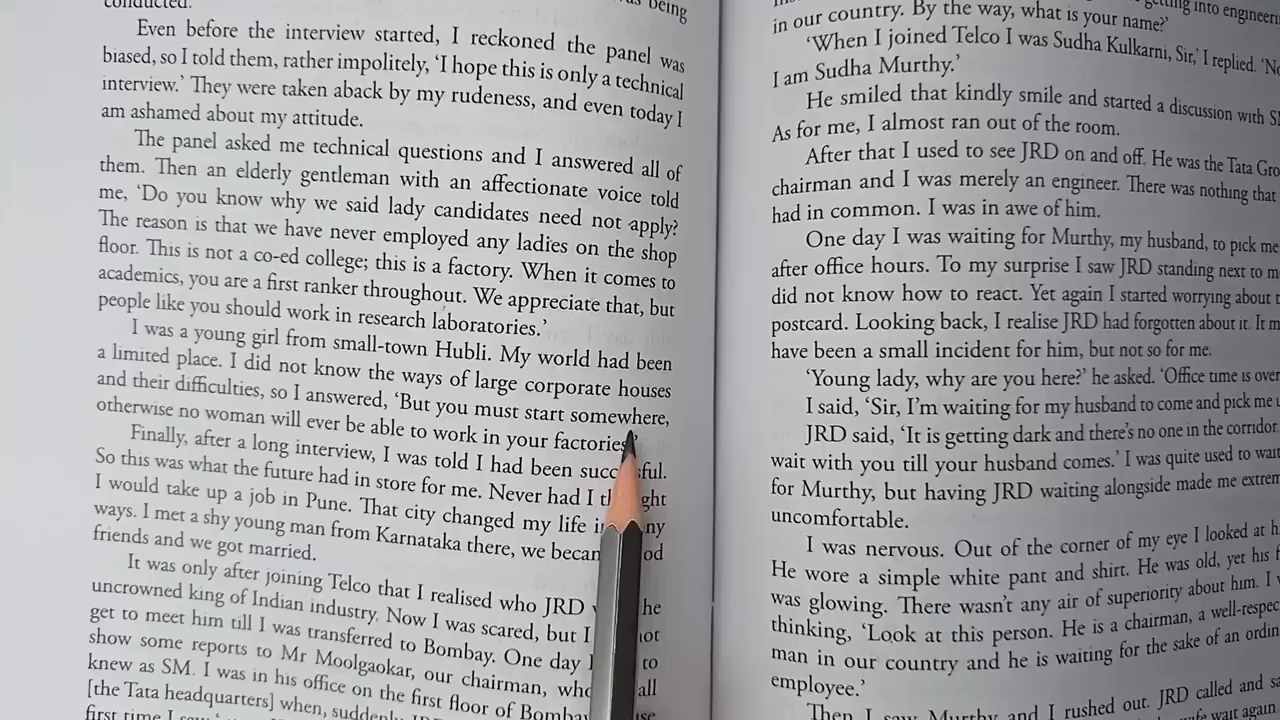 conducted.
being
Even before the interview started, I reckoned the panel was
biased, so I told them, rather impolitely, ‘I hope this is only a technical
interview.’ They were taken aback by my rudeness, and even today I
am ashamed about my attitude.
The panel asked me technical questions and I answered all of
them. Then an elderly gentleman with an affectionate voice told
me, ‘Do you know why we said lady candidates need not apply?
The reason is that we have never employed any ladies on the shop
floor. This is not a co-ed college; this is a factory. When it comes to
academics, you are a first ranker throughout. We appreciate that, but
people like you should work in research laboratories.’
I was a young girl from small-town Hubli. My world had been
a limited place. I did not know the ways of large corporate houses
and their difficulties, so I answered, ‘But you must start somewhere,
otherwise no woman will ever be able to work in your factories.’
Finally, after a long interview, I was told I had been
So this was what the future had in store for me. Never had I
I would take up a job in Pune. That city changed my life
ways. I met a shy young man from Karnataka there, we
friends and we got married.
It was only after joining Telco that I realised who JRD he
uncrowned king of Indian industry. Now I was scared, but I
get to meet him till I was transferred to Bombay. One day to
show some reports to Mr Moolgaokar, our chairman, all
knew as SM. I was in his office on the first floor of
[the Tata headquarters] when,
first time I saw
getting into
in our country. By the way, what is your name?’
‘When I joined Telco I was Sudha Kulkarni, Sir,’ I replied.
I am Sudha Murthy.’
He smiled that kindly smile and started a discussion with
As for me, I almost ran out of the room.
After that I used to see JRD on and off. He was the Tata
chairman and I was merely an engineer. There was nothing that
had in common. I was in awe of him.
One day I was waiting for Murthy, my husband, to pick me
after office hours. To my surprise I saw JRD standing next to
did not know how to react. Yet again I started worrying about
postcard. Looking back, I realise JRD had forgotten about it. It
have been a small incident for him, but not so for me.
‘Young lady, why are you here?’ he asked. ‘Office time is over
I said, ‘Sir, I’m waiting for my husband to come and pick me
JRD said, ‘It is getting dark and there’s no one in the corridor
wait with you till your husband comes.’ I was quite used to
for Murthy, but having JRD waiting alongside made me
uncomfortable.
I was nervous. Out of the corner of my eye I looked at
He wore a simple white pant and shirt. He was old, yet his
was glowing. There wasn’t any air of superiority about him. I
thinking, ‘Look at this person. He is a chairman, a
man in our country and he is waiting for the sake of an
employee.’
Then I saw Murthy and I rushed out. JRD called and
wait again